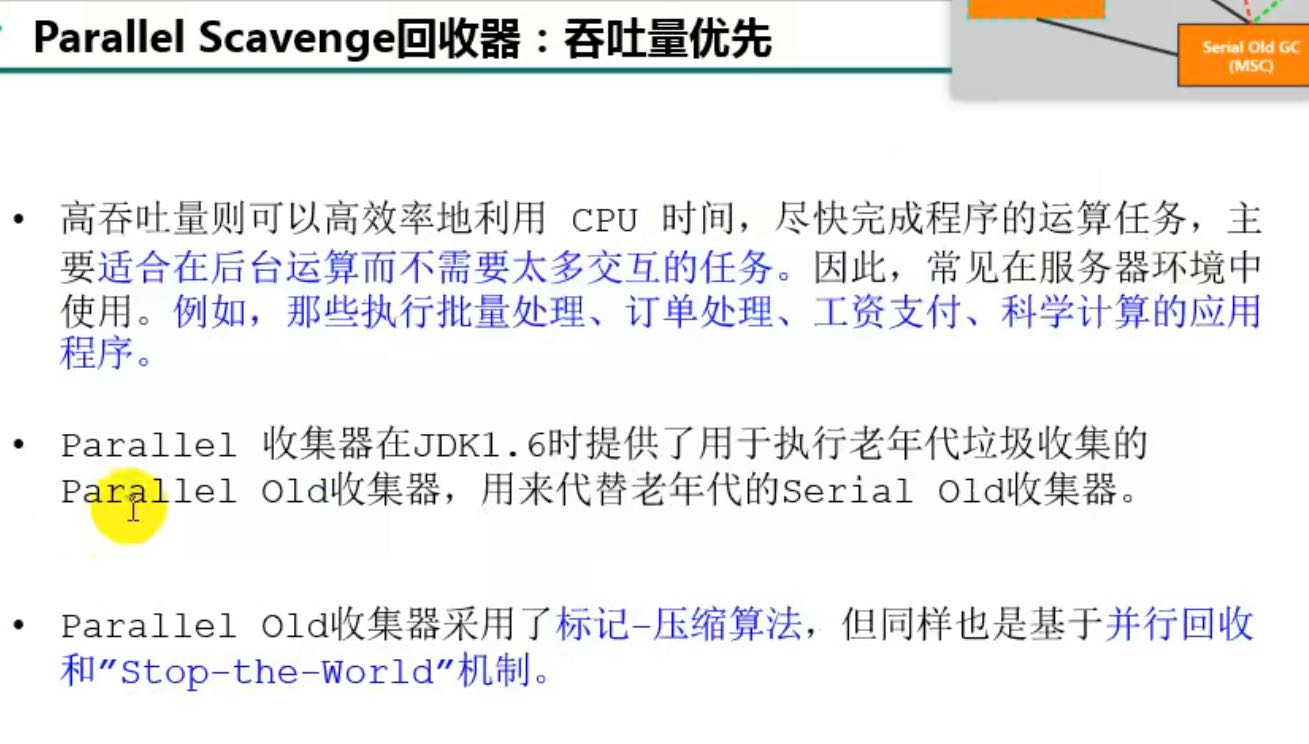 Parallel Scavenge回收器：吞吐量优先
Serial Old GC
(MSC)
• 高吞吐量则可以高效率地利用 CPU 时间，尽快完成程序的运算任务，主
要适合在后台运算而不需要太多交互的任务。因此，常见在服务器环境中
使用。例如，那些执行批量处理、订单处理、工资支付、科学计算的应用
程序。
• Parallel 收集器在JDK1.6时提供了用于执行老年代垃圾收集的
Parallel Old收集器，用来代替老年代的Serial Old收集器。
• Parallel Old收集器采用了标记-压缩算法，但同样也是基于并行回收
和"Stop-the-World"机制。